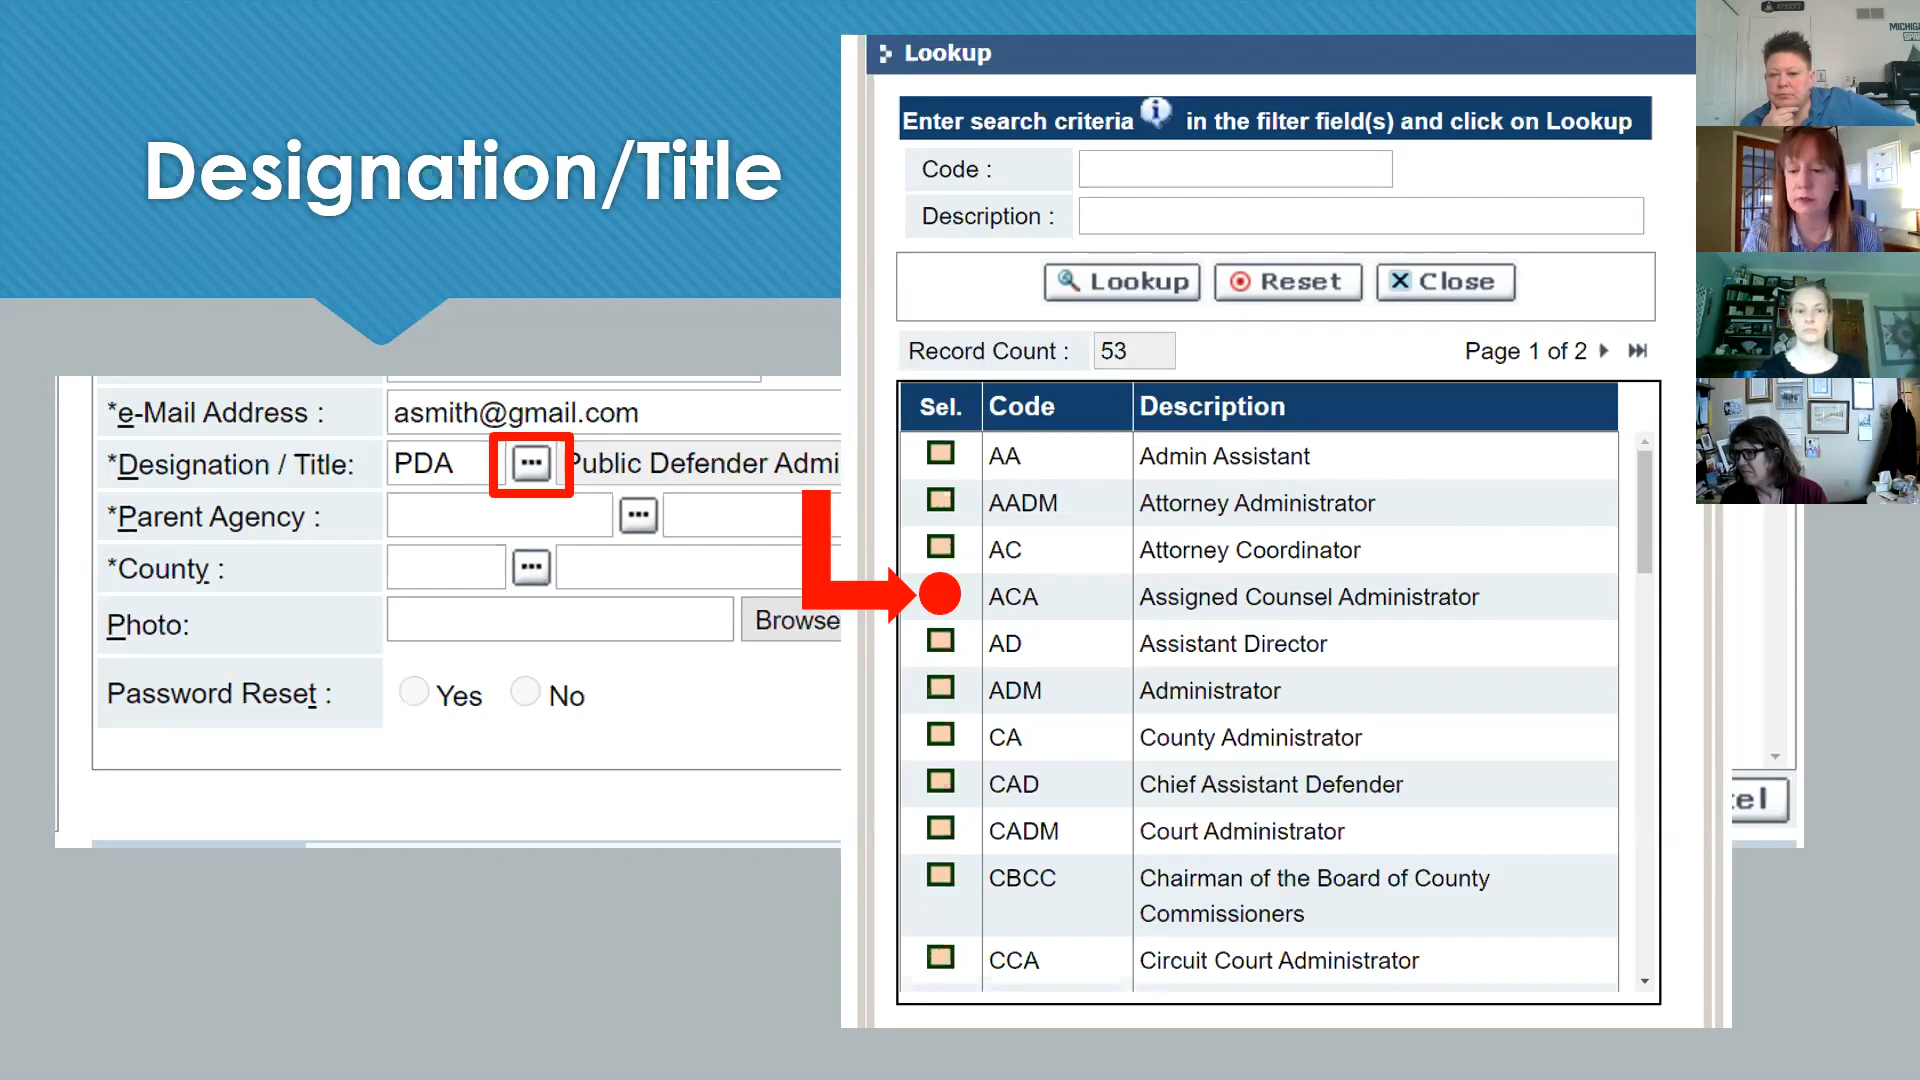 Designation/Title
*e-Mail Address :
asmith@gmail.com
*Designation / Title:
PDA
Public Defender Admi
*Parent Agency :
*County :
Photo:
Browse
Password Reset :
Yes
No
Lookup
Enter search criteria in the filter field(s) and click on Lookup
Code :
Description :
Lookup
Reset
Close
Record Count :
53
Page 1 of 2
Sel. Code Description
AA Admin Assistant
AADM Attorney Administrator
AC Attorney Coordinator
ACA Assigned Counsel Administrator
AD Assistant Director
ADM Administrator
CA County Administrator
CAD Chief Assistant Defender
CADM Court Administrator
CBCC Chairman of the Board of County
Commissioners
CCA Circuit Court Administrator
el